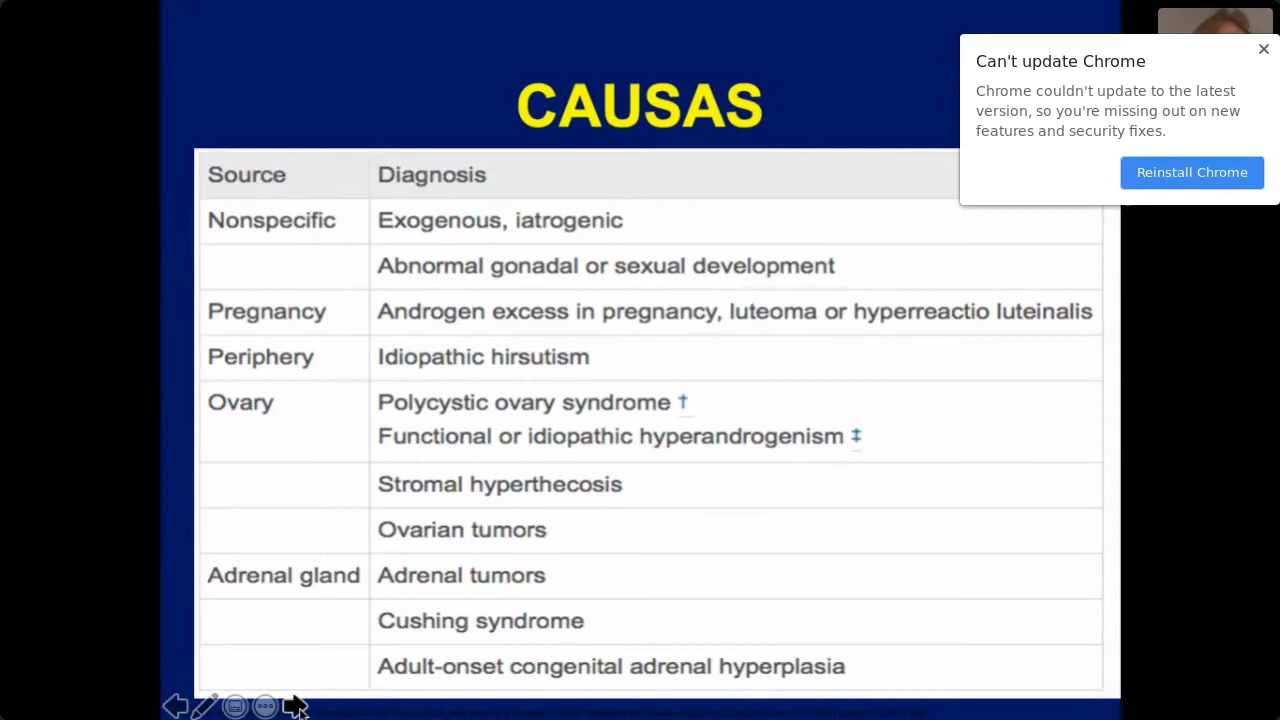 CAUSAS
Can't update Chrome
Chrome couldn't update to the latest
version, so you're missing out on new
features and security fixes.
Reinstall Chrome
Source Diagnosis
Nonspecific Exogenous, iatrogenic
Abnormal gonadal or sexual development
Pregnancy Androgen excess in pregnancy, luteoma or hyperreactio luteinalis
Periphery Idiopathic hirsutism
Ovary Polycystic ovary syndrome †
Functional or idiopathic hyperandrogenism ‡
Stromal hyperthecosis
Ovarian tumors
Adrenal gland Adrenal tumors
Cushing syndrome
Adult-onset congenital adrenal hyperplasia